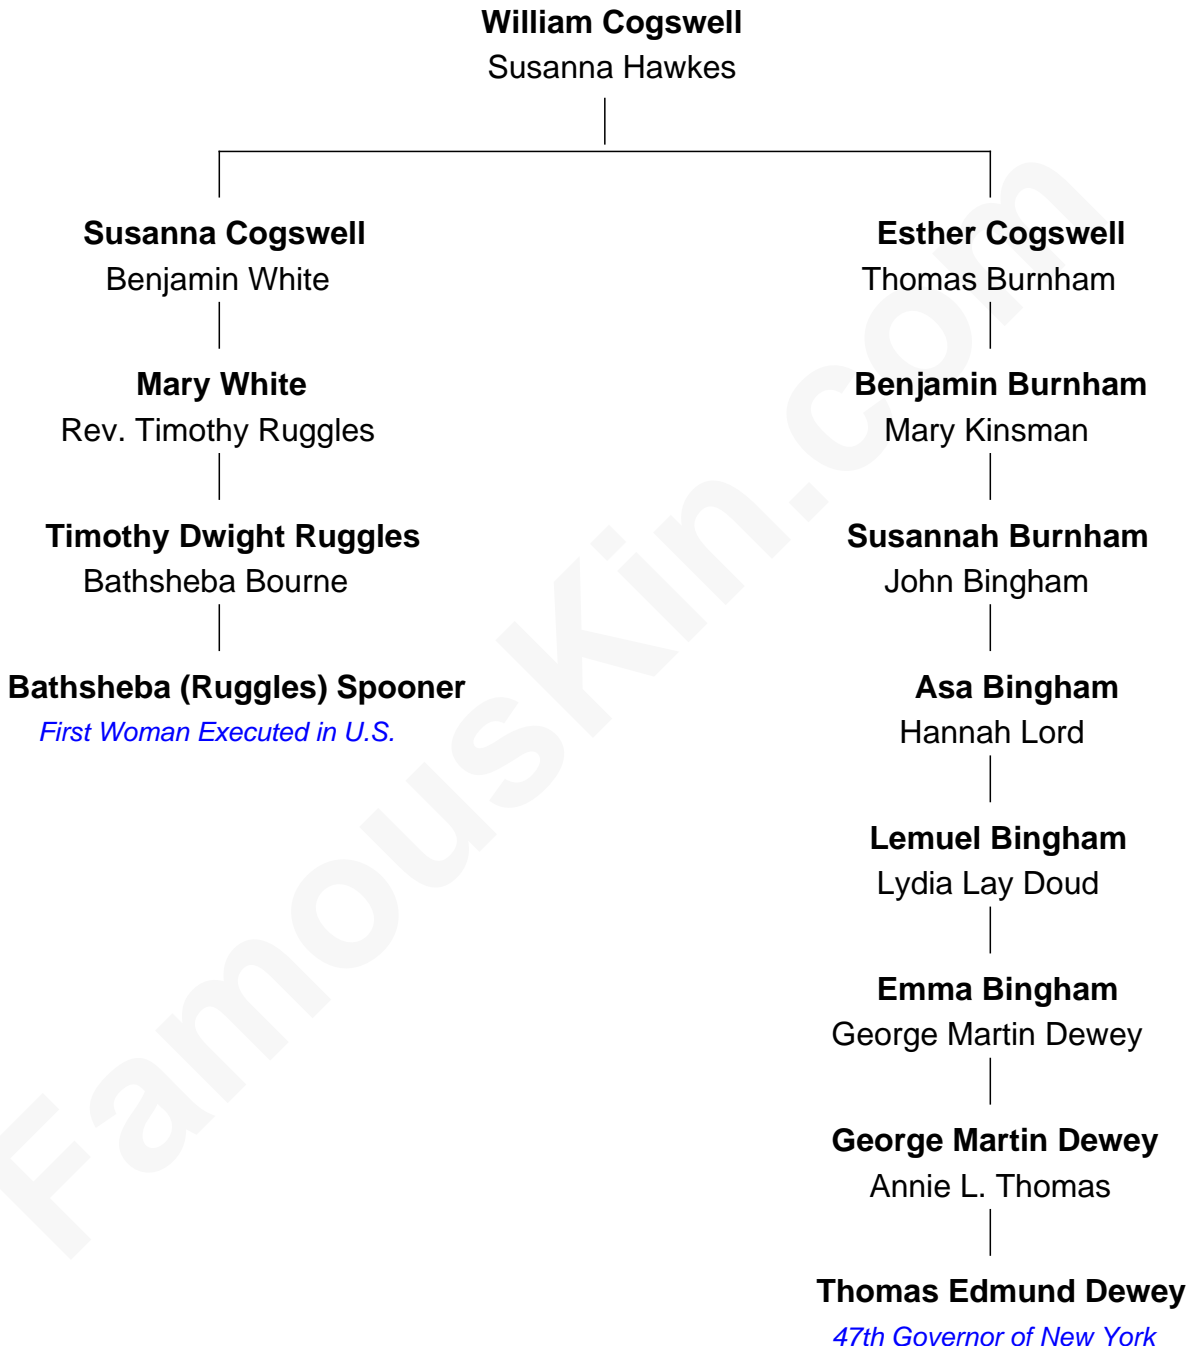 William Cogswell
Susanna Hawkes
Susanna Cogswell
Benjamin White
Mary White
Rev. Timothy Ruggles
Timothy Dwight Ruggles
Bathsheba Bourne
Bathsheba (Ruggles) Spooner
First Woman Executed in U.S.
Esther Cogswell
Thomas Burnham
Benjamin Burnham
Mary Kinsman
Susannah Burnham
John Bingham
Asa Bingham
Hannah Lord
Lemuel Bingham
Lydia Lay Doud
Emma Bingham
George Martin Dewey
George Martin Dewey
Annie L. Thomas
Thomas Edmund Dewey
47th Governor of New York
FamousKin.com